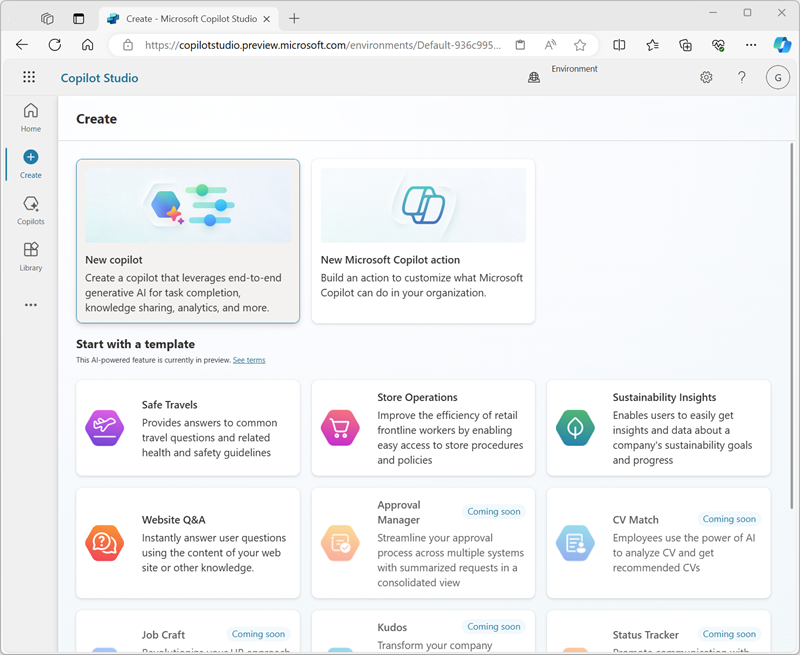 Create - Microsoft Copilot Studio
https://copilotstudio.preview.microsoft.com/environments/Default-936c995...
Copilot Studio
Environment
G
Home
Create
Copilots
Library
Create
New copilot
Create a copilot that leverages end-to-end
generative AI for task completion,
knowledge sharing, analytics, and more.
New Microsoft Copilot action
Build an action to customize what Microsoft
Copilot can do in your organization.
Start with a template
This AI-powered feature is currently in preview. See terms
Safe Travels
Provides answers to common
travel questions and related
health and safety guidelines
Store Operations
Improve the efficiency of retail
frontline workers by enabling
easy access to store procedures
and policies
Sustainability Insights
Enables users to easily get
insights and data about a
company's sustainability goals
and progress
Website Q&A
Instantly answer user questions
using the content of your web
site or other knowledge.
Approval
Manager
Coming soon
Streamline your approval
process across multiple systems
with summarized requests in a
consolidated view
CV Match
Coming soon
Employees use the power of AI
to analyze CV and get
recommended CVs
Job Craft
Coming soon
Revolutionize your HR approach
Kudos
Coming soon
Transform your company
Status Tracker
Coming soon
Promote communication with